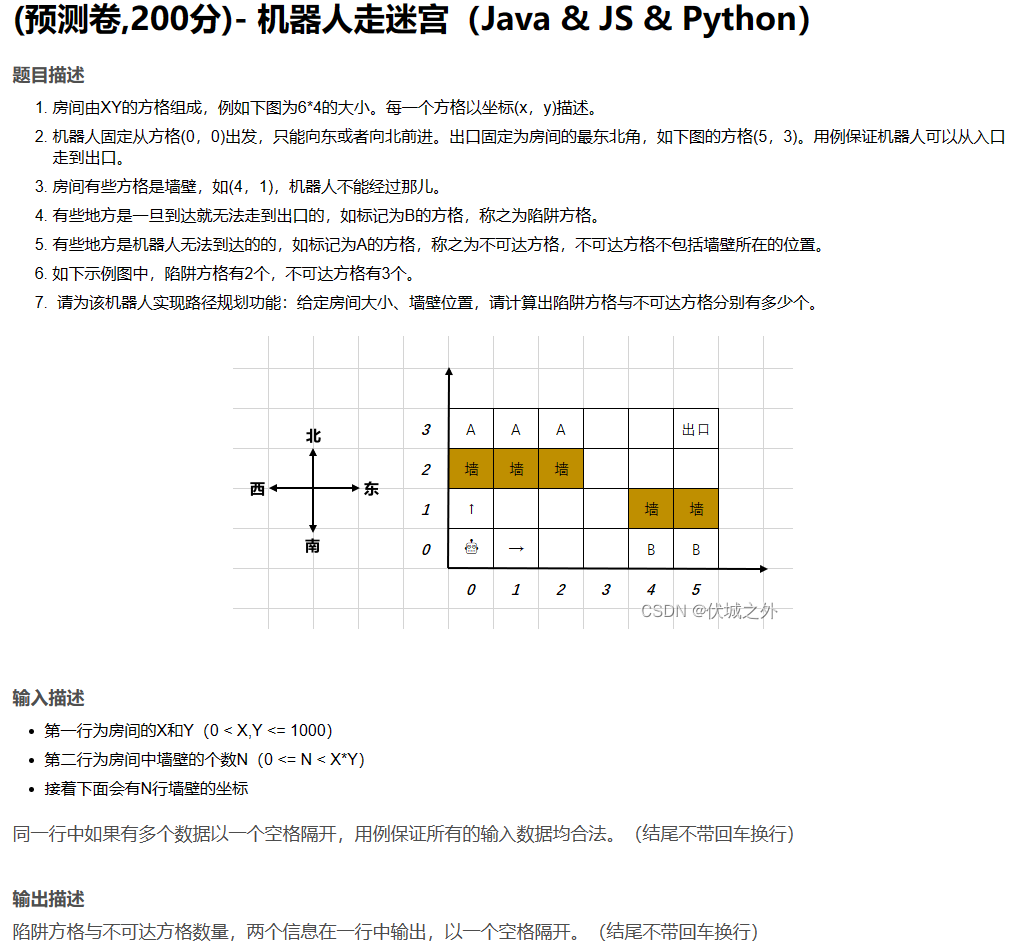 (预测卷,200分)- 机器人走迷宫（Java & JS & Python）
题目描述
1. 房间由XY的方格组成，例如下图为6*4的大小。每一个方格以坐标(x，y)描述。
2. 机器人固定从方格(0，0)出发，只能向东或者向北前进。出口固定为房间的最东北角，如下图的方格(5，3)。用例保证机器人可以从入口
走到出口。
3. 房间有些方格是墙壁，如(4，1)，机器人不能经过那儿。
4. 有些地方是一旦到达就无法走到出口的，如标记为B的方格，称之为陷阱方格。
5. 有些地方是机器人无法到达的的，如标记为A的方格，称之为不可达方格，不可达方格不包括墙壁所在的位置。
6. 如下示例图中，陷阱方格有2个，不可达方格有3个。
7. 请为该机器人实现路径规划功能：给定房间大小、墙壁位置，请计算出陷阱方格与不可达方格分别有多少个。
北
西 东
南
3 A A A 出口
2 墙 墙 墙
1 ↑ 墙 墙
0 → B B
0 1 2 3 4 5
CSDN @伏城之外
输入描述
• 第一行为房间的X和Y（0 < X,Y <= 1000）
• 第二行为房间中墙壁的个数N（0 <= N < X*Y）
• 接着下面会有N行墙壁的坐标
同一行中如果有多个数据以一个空格隔开，用例保证所有的输入数据均合法。（结尾不带回车换行）
输出描述
陷阱方格与不可达方格数量，两个信息在一行中输出，以一个空格隔开。（结尾不带回车换行）